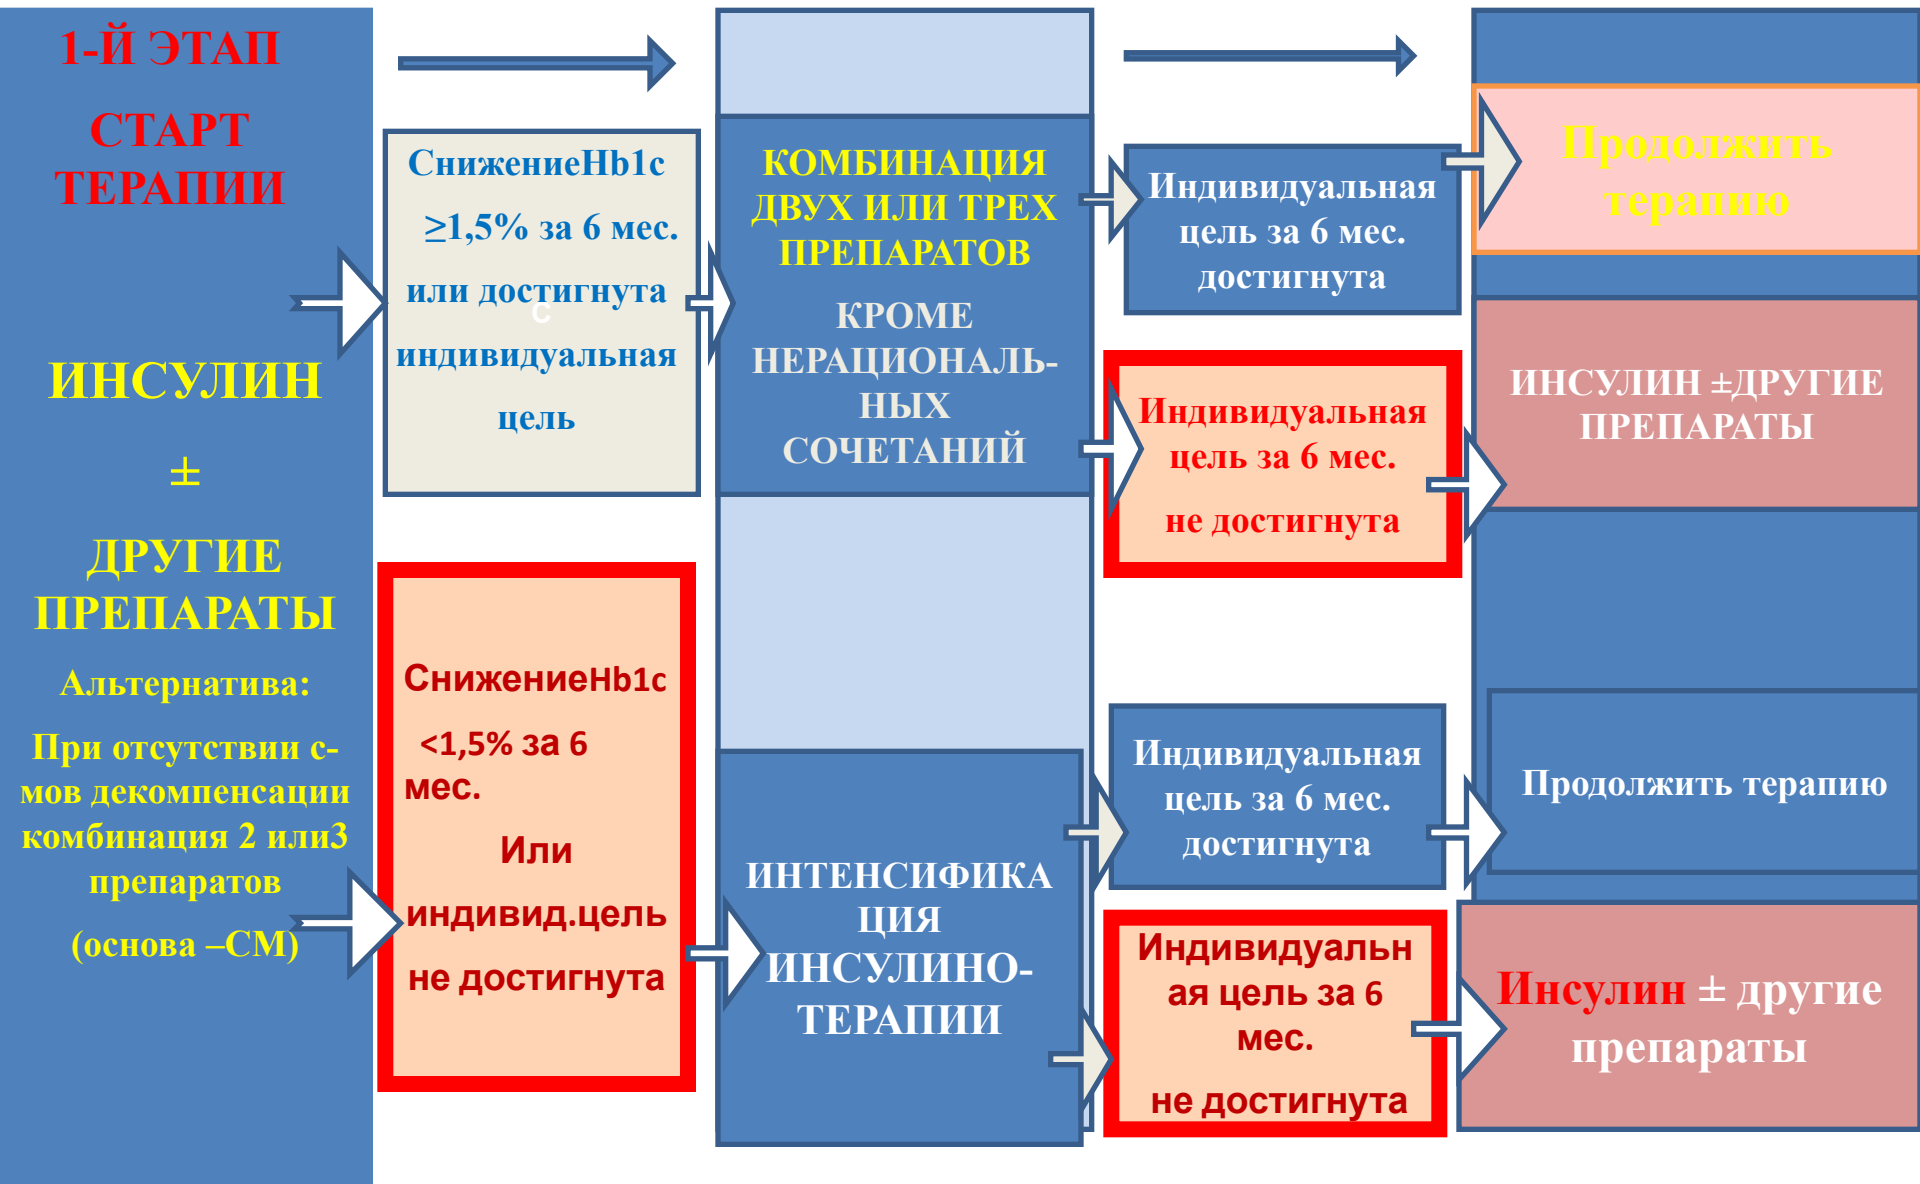 1-Й ЭТАП
СТАРТ
ТЕРАПИИ
ИНСУЛИН
±
ДРУГИЕ
ПРЕПАРАТЫ
Альтернатива:
При отсутствии с-
мов декомпенсации
комбинация 2 или3
препаратов
(основа –СМ)
СнижениеHb1c
≥1,5% за 6 мес.
или достигнута
с
индивидуальная
цель
СнижениеHb1c
<1,5% за 6
мес.
Или
индивид.цель
не достигнута
КОМБИНАЦИЯ
ДВУХ ИЛИ ТРЕХ
ПРЕПАРАТОВ
КРОМЕ
НЕРАЦИОНАЛЬ-
НЫХ
СОЧЕТАНИЙ
ИНТЕНСИФИКА
ЦИЯ
ИНСУЛИНО-
ТЕРАПИИ
Индивидуальная
цель за 6 мес.
достигнута
Индивидуальная
цель за 6 мес.
не достигнута
Индивидуальная
цель за 6 мес.
достигнута
Индивидуальн
ая цель за 6
мес.
не достигнута
Продолжить
терапию
ИНСУЛИН ±ДРУГИЕ
ПРЕПАРАТЫ
Продолжить терапию
Инсулин ± другие
препараты